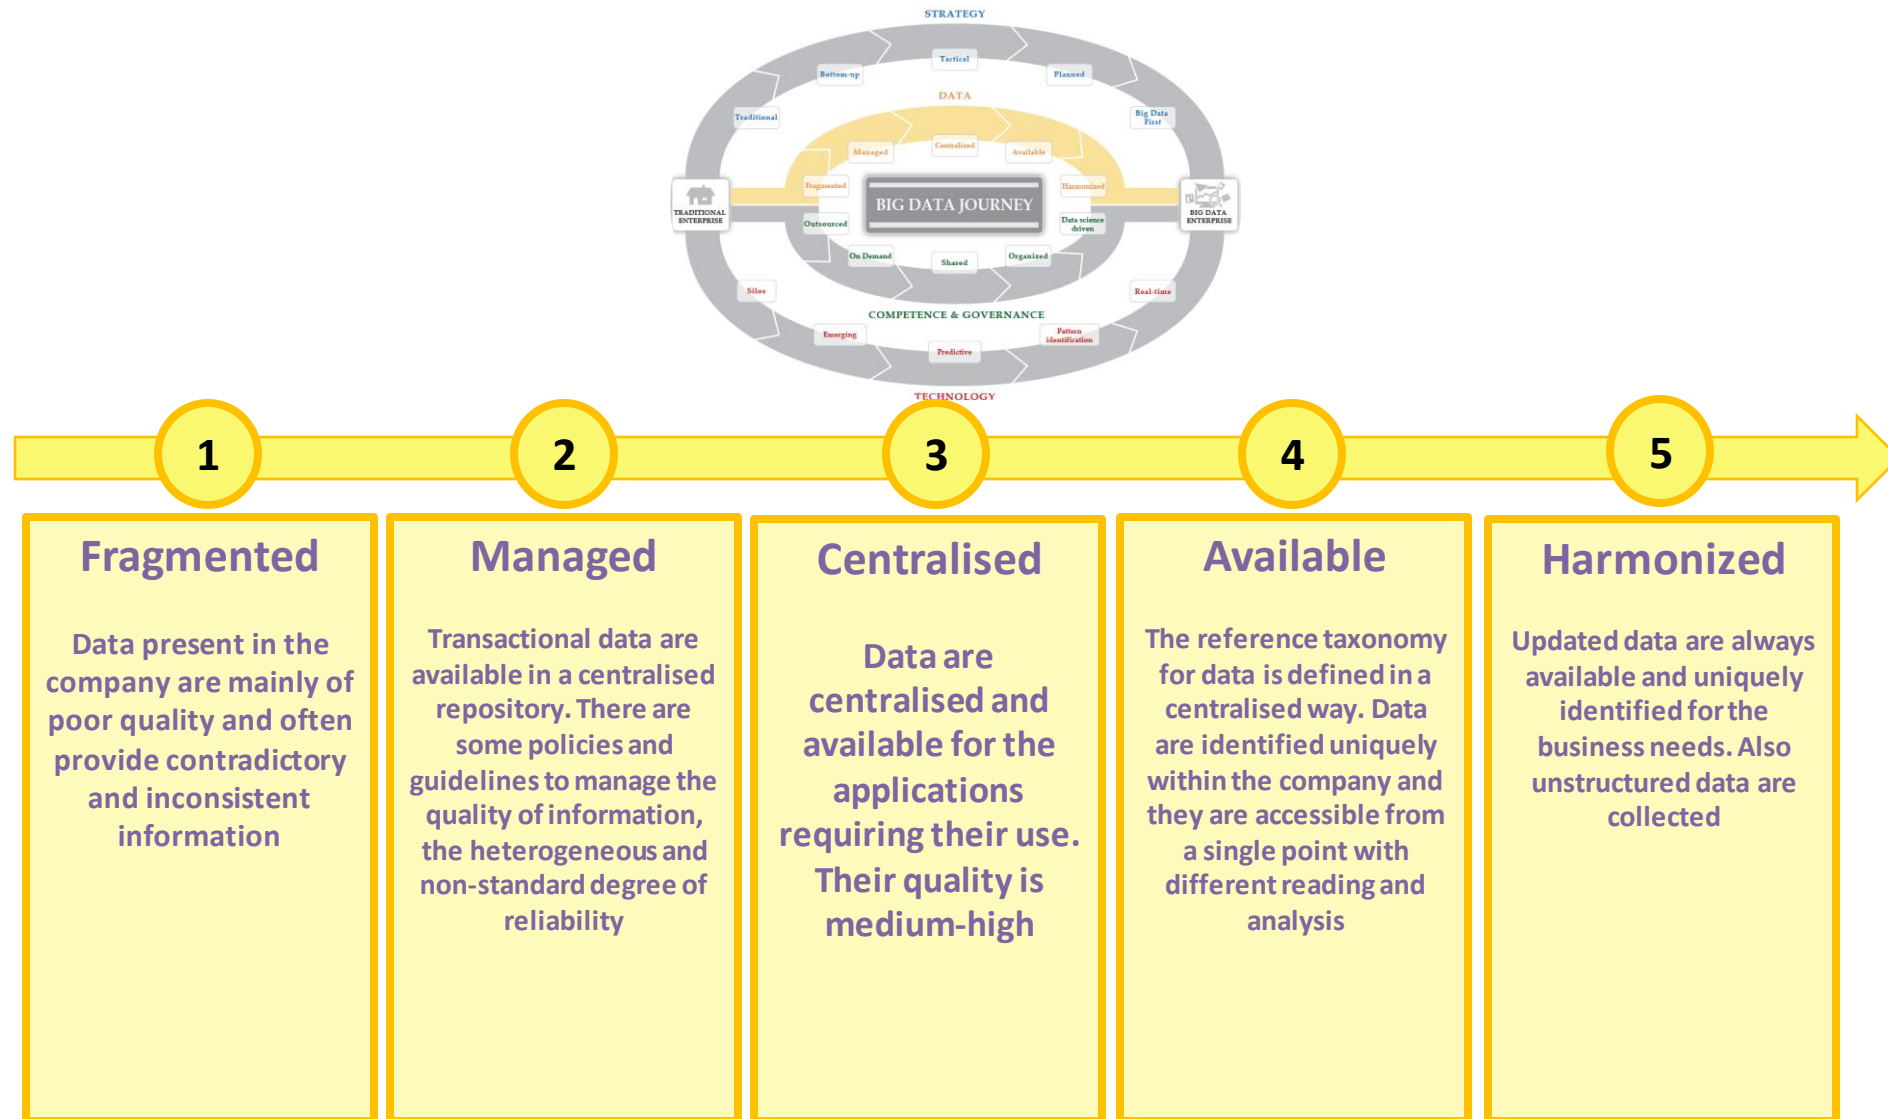 STRATEGY
Tactical
Bottom-up
Planned
DATA
Traditional
Big Data
First
Managed
Centralized
Available
Fragmented
Harmonized
TRADITIONAL
ENTERPRISE
BIG DATA JOURNEY
BIG DATA
ENTERPRISE
Outsourced
Data science
driven
On Demand
Shared
Organized
Silos
Real-time
COMPETENCE & GOVERNANCE
Emerging
Pattern
identification
Predictive
TECHNOLOGY
1
2
3
4
5
Fragmented
Data present in the
company are mainly of
poor quality and often
provide contradictory
and inconsistent
information
Managed
Transactional data are
available in a centralised
repository. There are
some policies and
guidelines to manage the
quality of information,
the heterogeneous and
non-standard degree of
reliability
Centralised
Data are
centralised and
available for the
applications
requiring their use.
Their quality is
medium-high
Available
The reference taxonomy
for data is defined in a
centralised way. Data
are identified uniquely
within the company and
they are accessible from
a single point with
different reading and
analysis
Harmonized
Updated data are always
available and uniquely
identified for the
business needs. Also
unstructured data are
collected